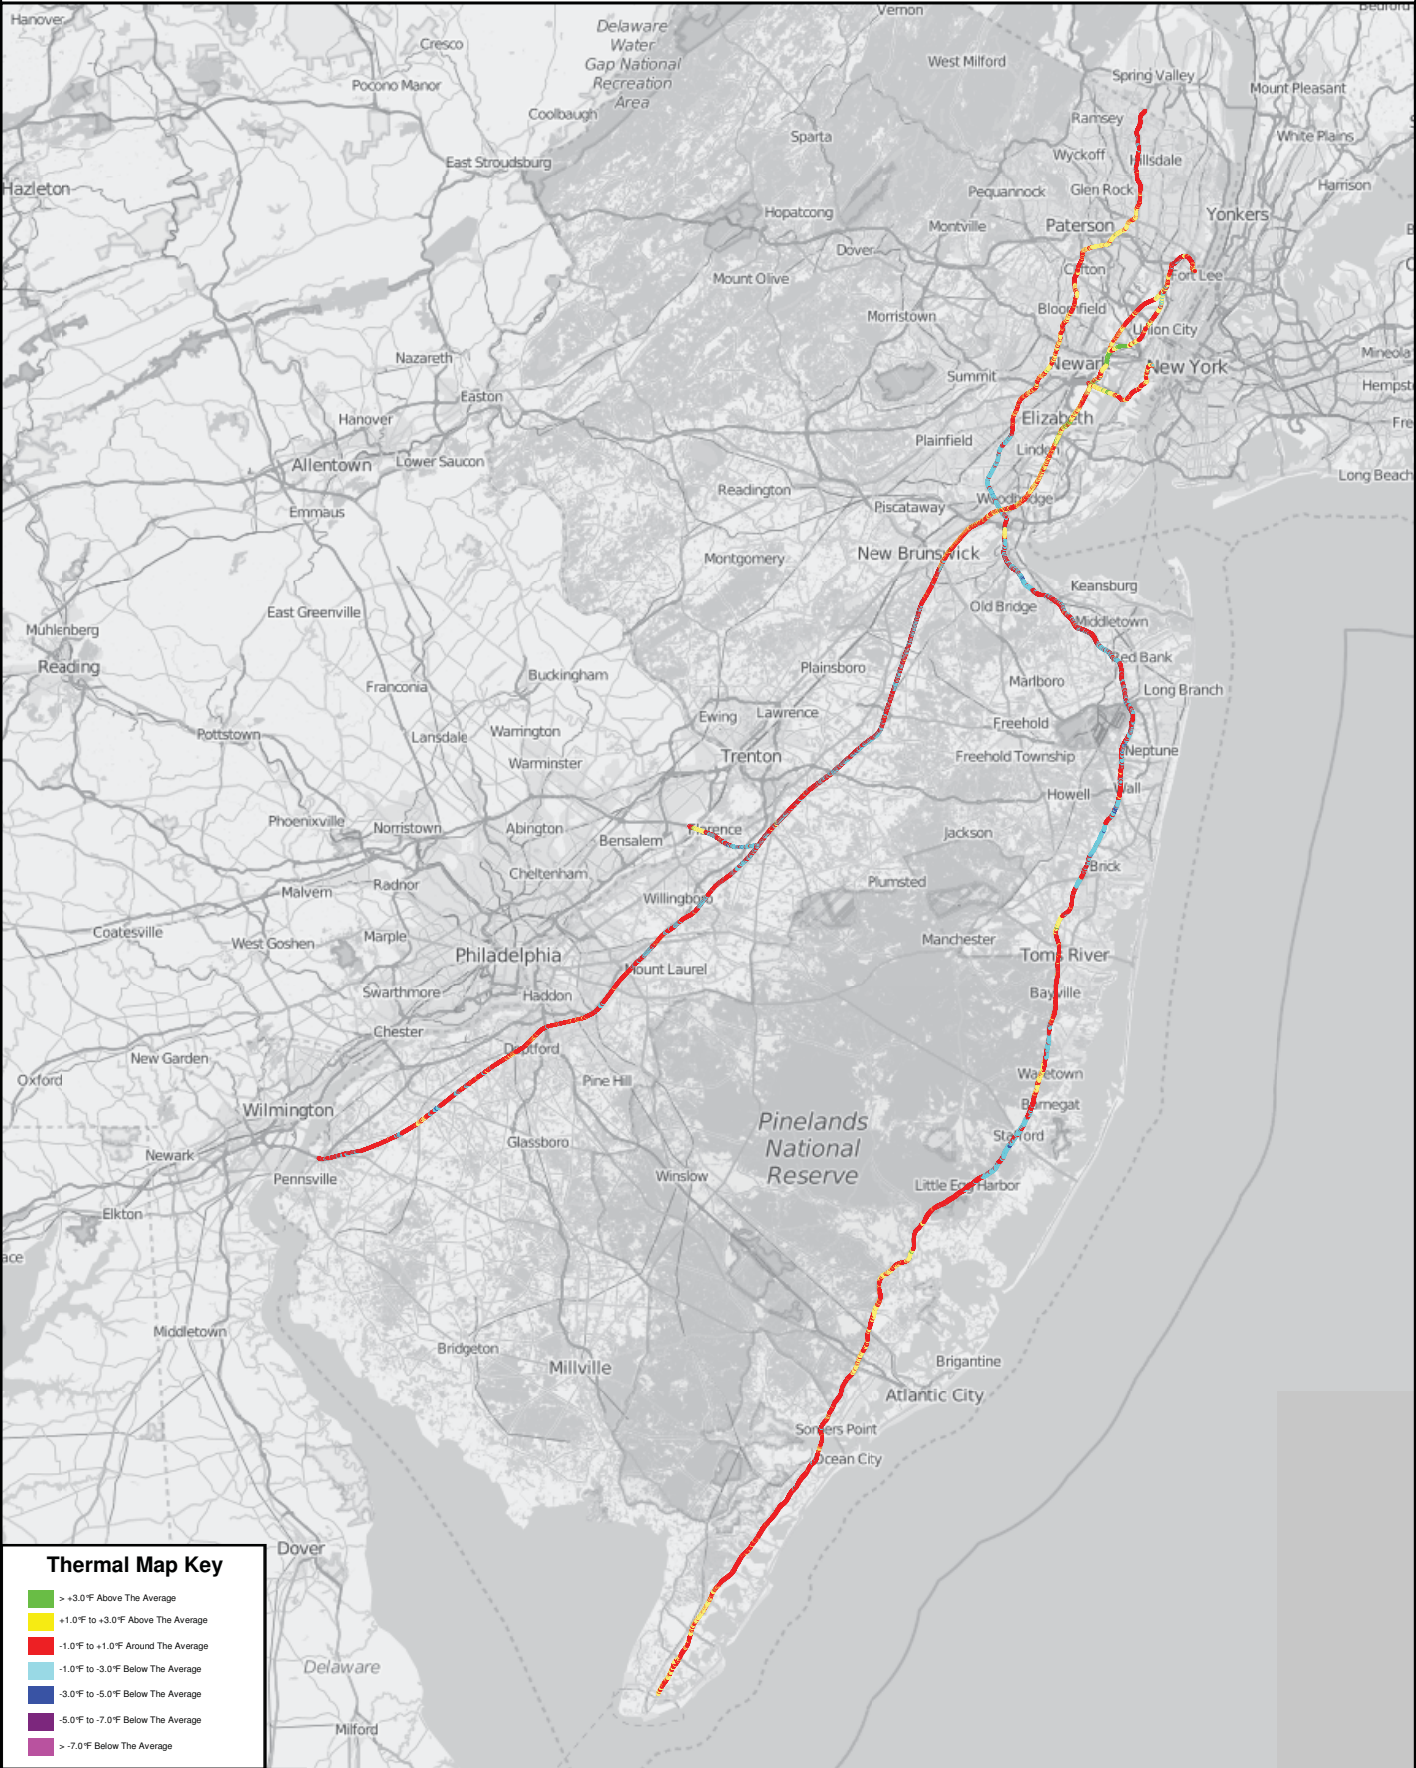 Hanover
Vernon
Bedford
Delaware
Water
Gap National
Recreation
Area
Cresco
West Milford
Spring Valley
Pocono Manor
Mount Pleasant
Coolbaugh
Ramsey
Sparta
White Plains
Wyckoff
Hillsdale
East Stroudsburg
Harrison
Hazleton
Pequannock
Glen Rock
Hopatcong
Yonkers
Montville
Paterson
Dover
Clifton
Fort Lee
Mount Olive
Bloomfield
Morristown
Union City
Mineola
Nazareth
Newark
New York
Summit
Hempst
Easton
Hanover
Elizabeth
Fre
Plainfield
Linden
Allentown
Lower Saucon
Long Beach
Readington
Woodbridge
Piscataway
Emmaus
New Brunswick
Montgomery
Keansburg
Old Bridge
East Greenville
Middletown
Muhlenberg
Red Bank
Reading
Plainsboro
Buckingham
Marlboro
Franconia
Long Branch
Ewing
Lawrence
Freehold
Pottstown
Lansdale
Warrington
Neptune
Trenton
Freehold Township
Warminster
Howell
Wall
Phoenixville
Norristown
Abington
Florence
Jackson
Bensalem
Brick
Cheltenham
Radnor
Plumsted
Malvern
Willingboro
Coatesville
Marple
Manchester
West Goshen
Philadelphia
Toms River
Mount Laurel
Swarthmore
Haddon
Bayville
Chester
Deptford
New Garden
Waretown
Oxford
Pine Hill
Wilmington
Barnegat
Pinelands
National
Reserve
Stafford
Glassboro
Newark
Winslow
Pennsville
Little Egg Harbor
Elkton
ace
Middletown
Bridgeton
Brigantine
Millville
Atlantic City
Somers Point
Ocean City
Dover
Thermal Map Key
> +3.0°F Above The Average
+1.0°F to +3.0°F Above The Average
-1.0°F to +1.0°F Around The Average
-1.0°F to -3.0°F Below The Average
-3.0°F to -5.0°F Below The Average
-5.0°F to -7.0°F Below The Average
> -7.0°F Below The Average
Delaware
Milford